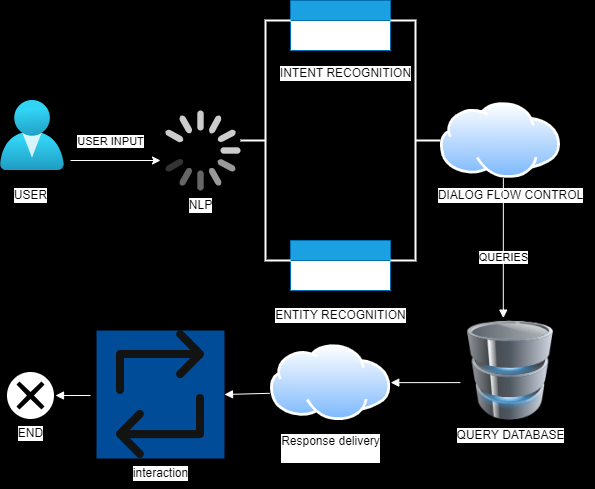 INTENT RECOGNITION
USER INPUT
USER
NLP
DIALOG FLOW CONTROL
QUERIES
ENTITY RECOGNITION
END
interaction
Response delivery
QUERY DATABASE